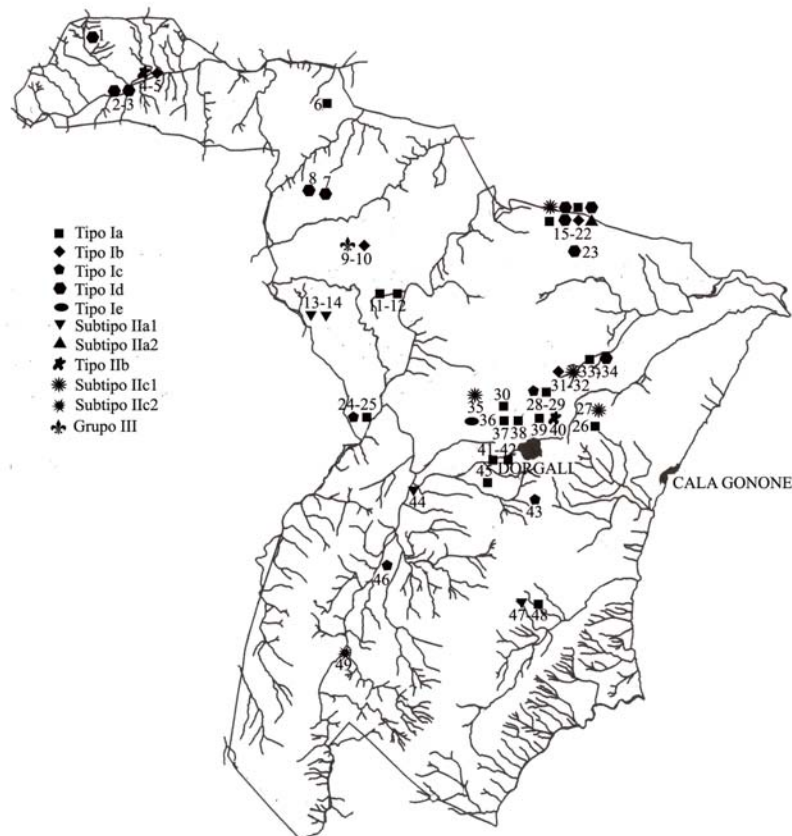 1
4-5
2-3
6
8
7
15-22
23
9-10
11-12
13-14
Tipo Ia
Tipo Ib
Tipo Ic
Tipo Id
Tipo Ie
Subtipo IIa1
Subtipo IIa2
Tipo IIb
Subtipo IIc1
Subtipo IIc2
Grupo III
33-34
31-32
28-29
30
35
36
37
38
39
40
27
26
24-25
41-42
DORGALI
45
CALA GONONE
44
43
46
47-48
49